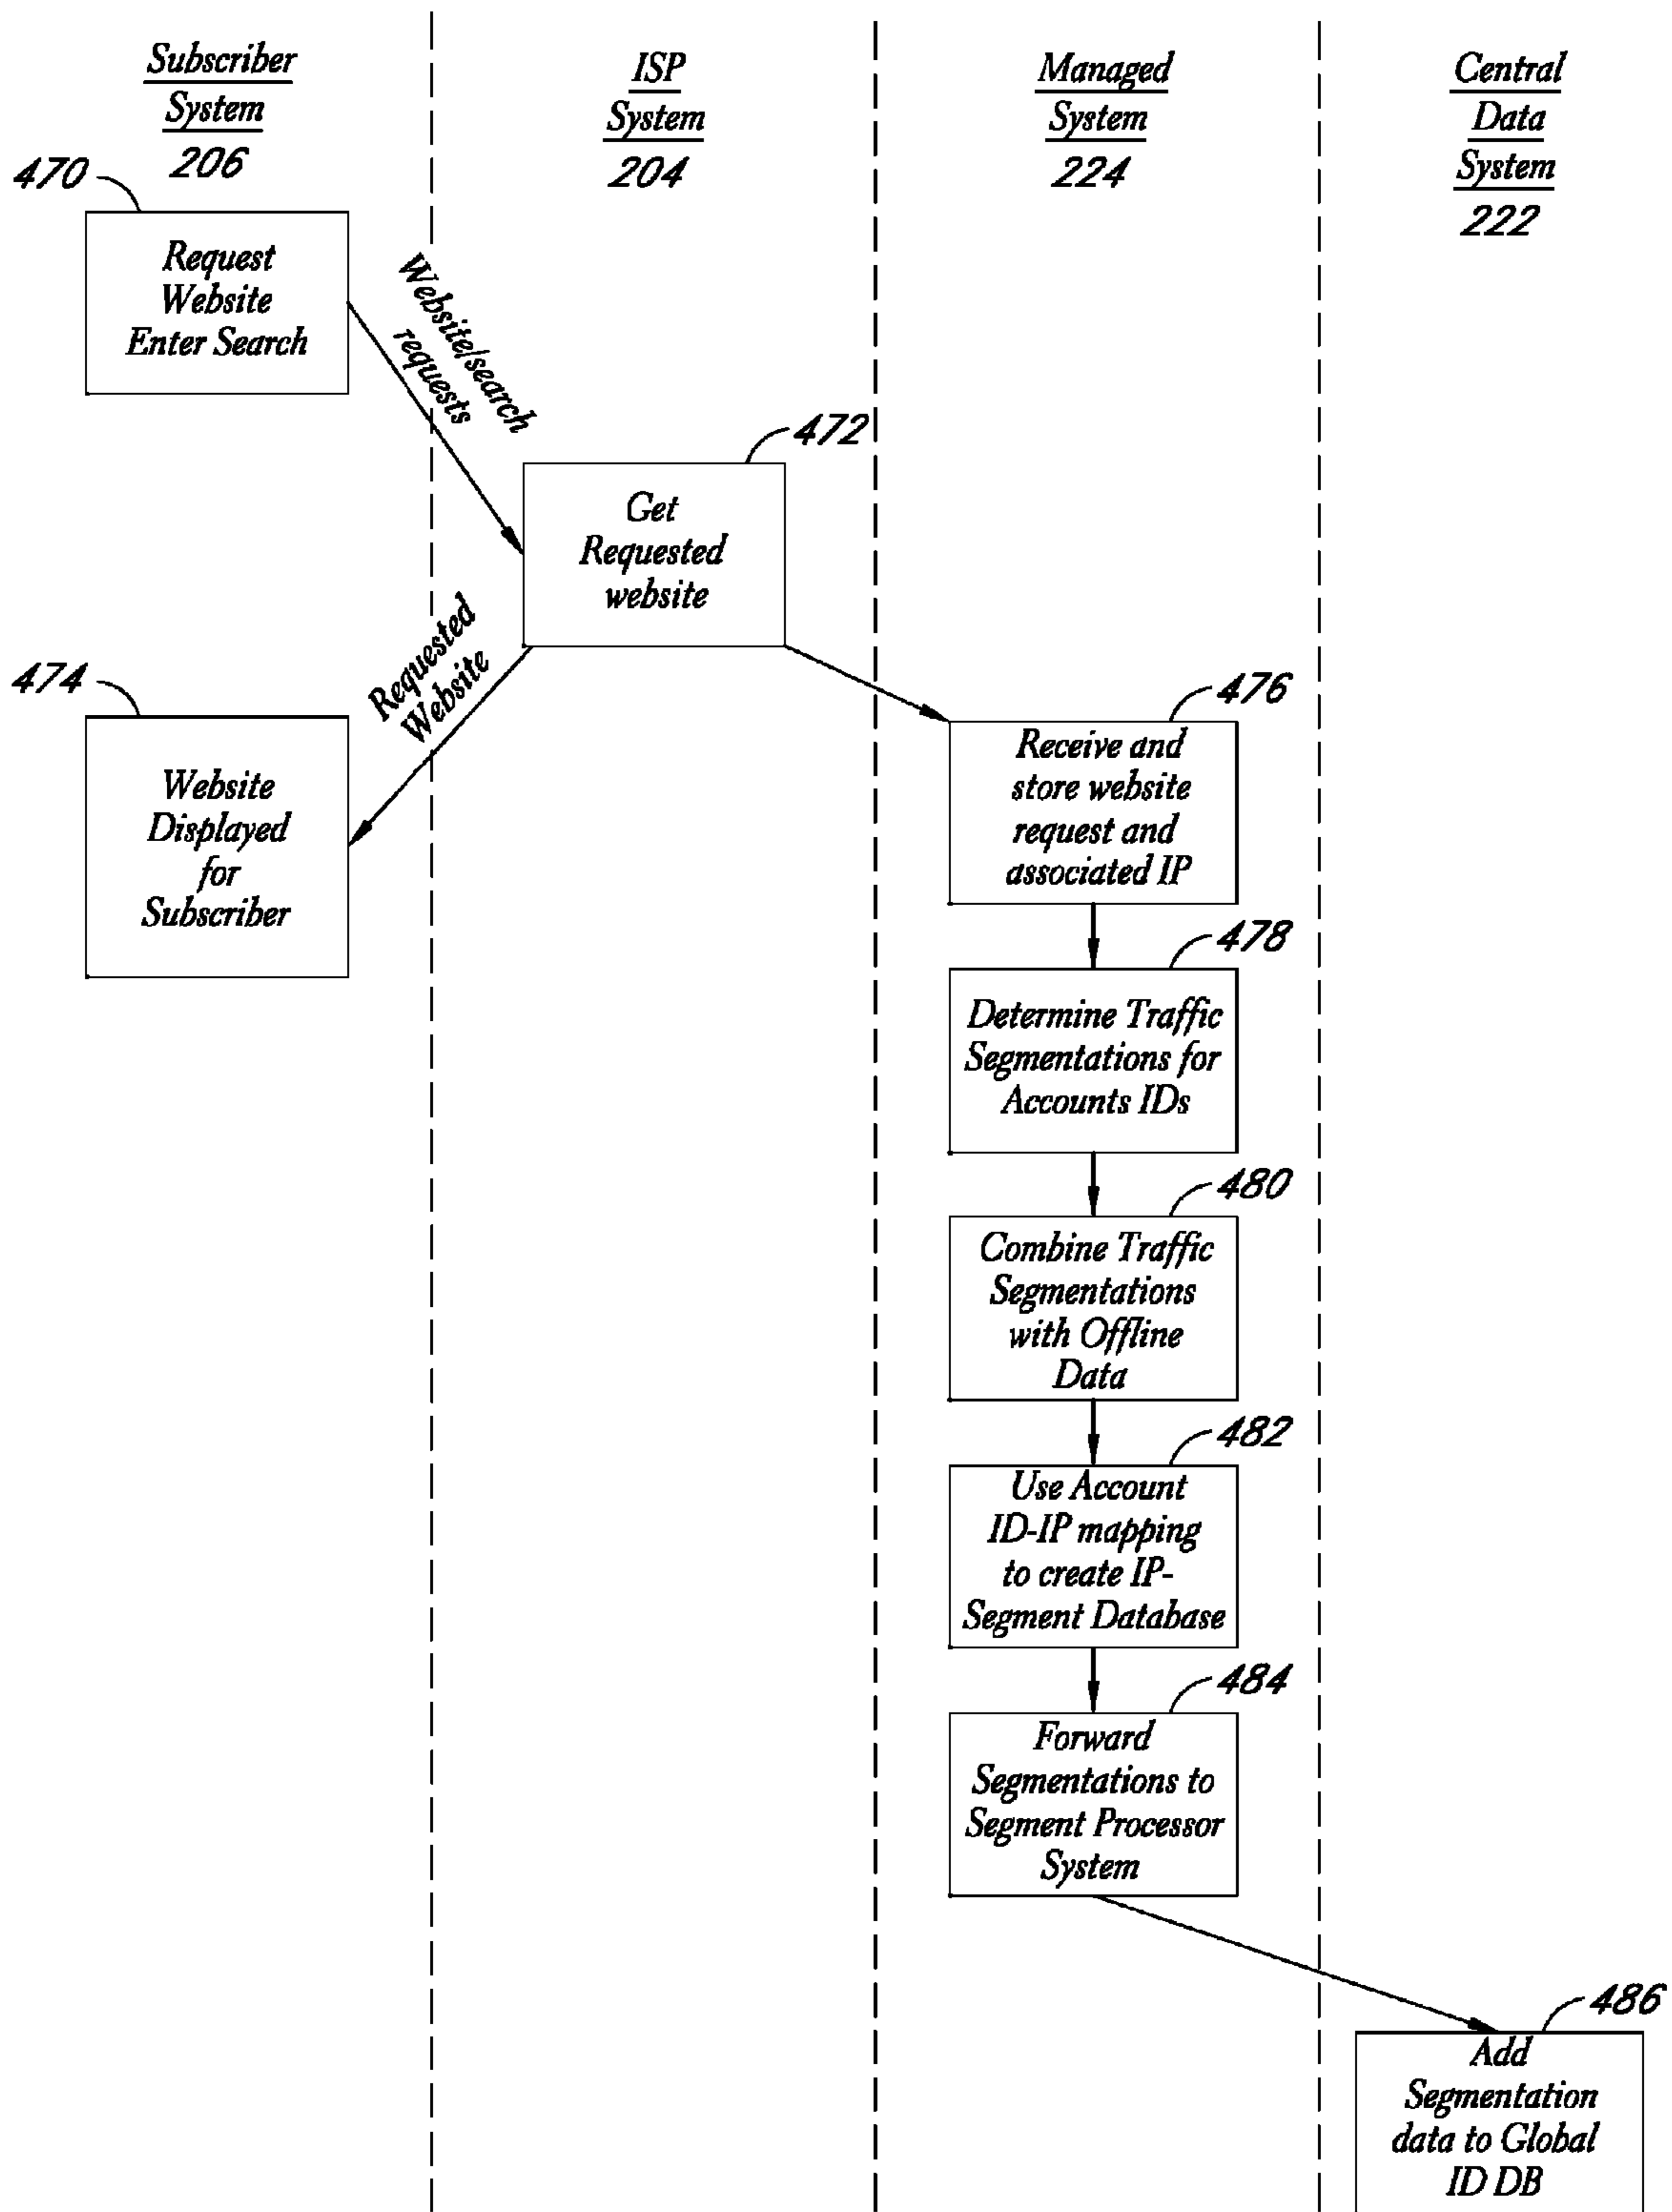 Subscriber
System
206
ISP
System
204
Managed
System
224
Central
Data
System
222
470
Request
Website
Enter Search
Website/search
requests
472
Get
Requested
website
Requested
Website
474
Website
Displayed
for
Subscriber
476
Receive and
store website
request and
associated IP
478
Determine Traffic
Segmentations for
Accounts IDs
480
Combine Traffic
Segmentations
with Offline
Data
482
Use Account
ID-IP mapping
to create IP-
Segment Database
484
Forward
Segmentations to
Segment Processor
System
486
Add
Segmentation
data to Global
ID DB